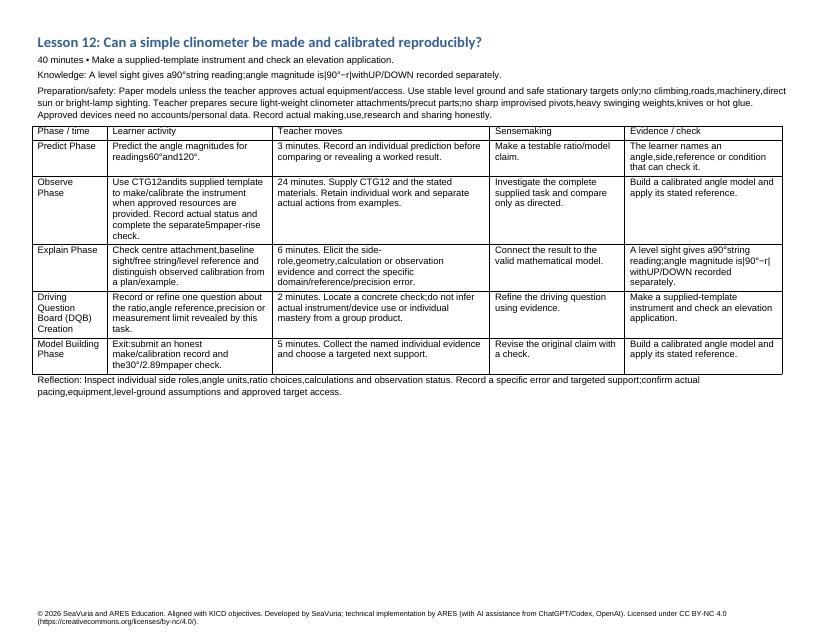 Lesson 12: Can a simple clinometer be made and calibrated reproducibly?
40 minutes • Make a supplied-template instrument and check an elevation application.
Knowledge: A level sight gives a90°string reading;angle magnitude is|90°−r|withUP/DOWN recorded separately.
Preparation/safety: Paper models unless the teacher approves actual equipment/access. Use stable level ground and safe stationary targets only;no climbing,roads,machinery,direct
sun or bright-lamp sighting. Teacher prepares secure light-weight clinometer attachments/precut parts;no sharp improvised pivots,heavy swinging weights,knives or hot glue.
Approved devices need no accounts/personal data. Record actual making,use,research and sharing honestly.
Phase / time
Learner activity
Teacher moves
Sensemaking
Evidence / check
Predict Phase
Predict the angle magnitudes for
readings60°and120°.
3 minutes. Record an individual prediction before
comparing or revealing a worked result.
Make a testable ratio/model
claim.
The learner names an
angle,side,reference or condition
that can check it.
Observe
Phase
Use CTG12andits supplied template
to make/calibrate the instrument
when approved resources are
provided. Record actual status and
complete the separate5mpaper-rise
check.
24 minutes. Supply CTG12 and the stated
materials. Retain individual work and separate
actual actions from examples.
Investigate the complete
supplied task and compare
only as directed.
Build a calibrated angle model and
apply its stated reference.
Explain Phase
Check centre attachment,baseline
sight/free string/level reference and
distinguish observed calibration from
a plan/example.
6 minutes. Elicit the side-
role,geometry,calculation or observation
evidence and correct the specific
domain/reference/precision error.
Connect the result to the
valid mathematical model.
A level sight gives a90°string
reading;angle magnitude is|90°−r|
withUP/DOWN recorded
separately.
Driving
Question
Board (DQB)
Creation
Record or refine one question about
the ratio,angle reference,precision or
measurement limit revealed by this
task.
2 minutes. Locate a concrete check;do not infer
actual instrument/device use or individual
mastery from a group product.
Refine the driving question
using evidence.
Make a supplied-template
instrument and check an elevation
application.
Model Building
Phase
Exit:submit an honest
make/calibration record and
the30°/2.89mpaper check.
5 minutes. Collect the named individual evidence
and choose a targeted next support.
Revise the original claim with
a check.
Build a calibrated angle model and
apply its stated reference.
Reflection: Inspect individual side roles,angle units,ratio choices,calculations and observation status. Record a specific error and targeted support;confirm actual
pacing,equipment,level-ground assumptions and approved target access.
© 2026 SeaVuria and ARES Education. Aligned with KICD objectives. Developed by SeaVuria; technical implementation by ARES (with AI assistance from ChatGPT/Codex, OpenAI). Licensed under CC BY-NC 4.0
(https://creativecommons.org/licenses/by-nc/4.0/).